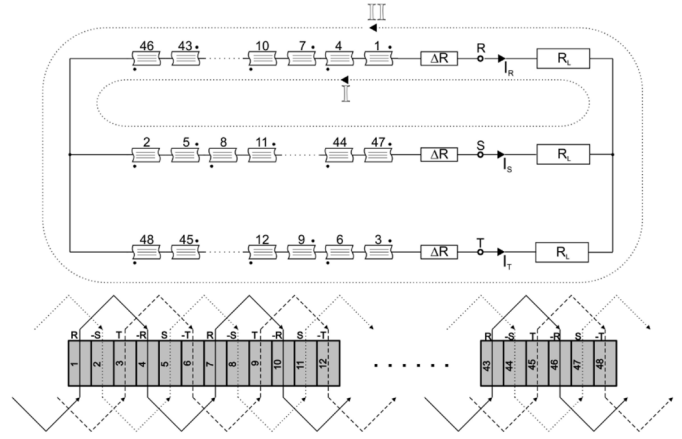 II
46 43 10 7 4 1 ΔR R I_R R_L
I
2 5 8 11 44 47 ΔR S I_S R_L
48 45 12 9 6 3 ΔR T I_T R_L
R -S T -R S -T R -S T -R S -T R -S T -R S -T
1 2 3 4 5 6 7 8 9 10 11 12 43 44 45 46 47 48